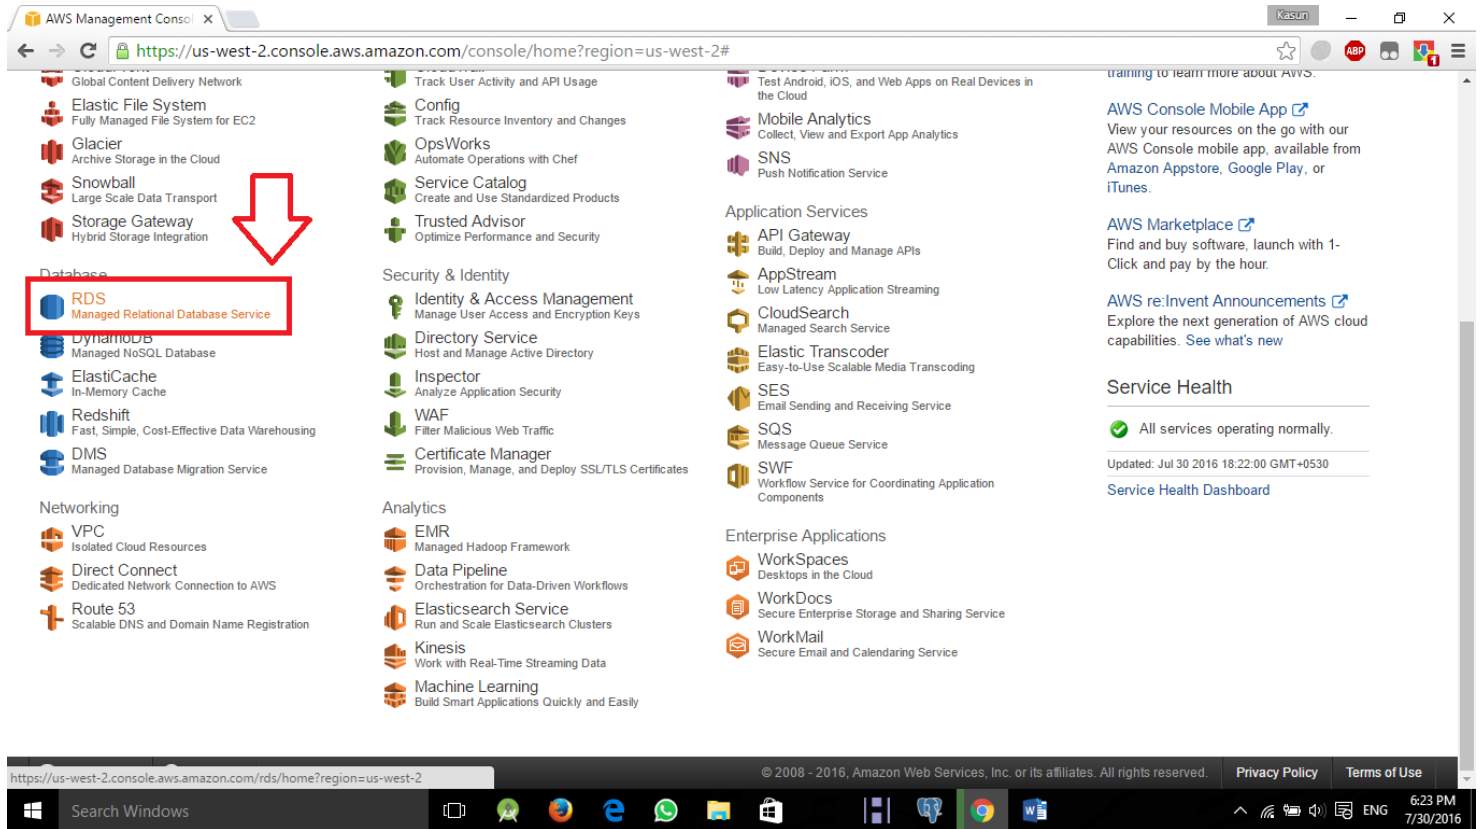 AWS Management Consol
Kasun
https://us-west-2.console.aws.amazon.com/console/home?region=us-west-2#
ABP
1
Global Content Delivery Network
Elastic File System
Fully Managed File System for EC2
Glacier
Archive Storage in the Cloud
Snowball
Large Scale Data Transport
Storage Gateway
Hybrid Storage Integration
Database
RDS
Managed Relational Database Service
DynamoDB
Managed NoSQL Database
ElastiCache
In-Memory Cache
Redshift
Fast, Simple, Cost-Effective Data Warehousing
DMS
Managed Database Migration Service
Networking
VPC
Isolated Cloud Resources
Direct Connect
Dedicated Network Connection to AWS
Route 53
Scalable DNS and Domain Name Registration
Track User Activity and API Usage
Config
Track Resource Inventory and Changes
OpsWorks
Automate Operations with Chef
Service Catalog
Create and Use Standardized Products
Trusted Advisor
Optimize Performance and Security
Security & Identity
Identity & Access Management
Manage User Access and Encryption Keys
Directory Service
Host and Manage Active Directory
Inspector
Analyze Application Security
WAF
Filter Malicious Web Traffic
Certificate Manager
Provision, Manage, and Deploy SSL/TLS Certificates
Analytics
EMR
Managed Hadoop Framework
Data Pipeline
Orchestration for Data-Driven Workflows
Elasticsearch Service
Run and Scale Elasticsearch Clusters
Kinesis
Work with Real-Time Streaming Data
Machine Learning
Build Smart Applications Quickly and Easily
Test Android, iOS, and Web Apps on Real Devices in
the Cloud
Mobile Analytics
Collect, View and Export App Analytics
SNS
Push Notification Service
Application Services
API Gateway
Build, Deploy and Manage APIs
AppStream
Low Latency Application Streaming
CloudSearch
Managed Search Service
Elastic Transcoder
Easy-to-Use Scalable Media Transcoding
SES
Email Sending and Receiving Service
SQS
Message Queue Service
SWF
Workflow Service for Coordinating Application
Components
Enterprise Applications
WorkSpaces
Desktops in the Cloud
WorkDocs
Secure Enterprise Storage and Sharing Service
WorkMail
Secure Email and Calendaring Service
training to learn more about AWS.
AWS Console Mobile App
View your resources on the go with our
AWS Console mobile app, available from
Amazon Appstore, Google Play, or
iTunes.
AWS Marketplace
Find and buy software, launch with 1-
Click and pay by the hour.
AWS re:Invent Announcements
Explore the next generation of AWS cloud
capabilities. See what's new
Service Health
All services operating normally.
Updated: Jul 30 2016 18:22:00 GMT+0530
Service Health Dashboard
https://us-west-2.console.aws.amazon.com/rds/home?region=us-west-2
© 2008 - 2016, Amazon Web Services, Inc. or its affiliates. All rights reserved.
Privacy Policy
Terms of Use
Search Windows
ENG
6:23 PM
7/30/2016